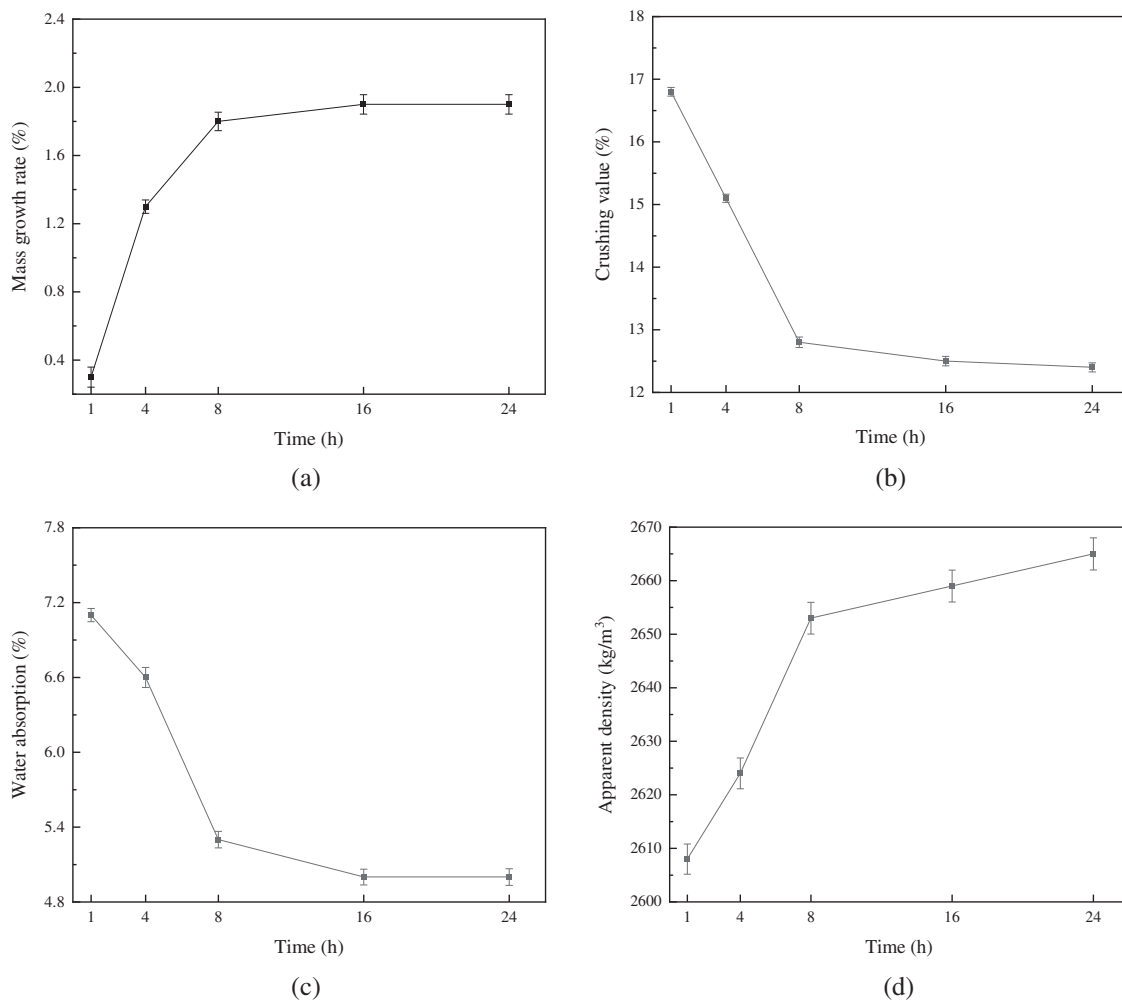 2.4
2.0
1.6
1.2
0.8
0.4
Mass growth rate (%)
1 4 8 16 24
Time (h)
(a)
18
17
16
15
14
13
12
Crushing value (%)
1 4 8 16 24
Time (h)
(b)
7.8
7.2
6.6
6.0
5.4
4.8
Water absorption (%)
1 4 8 16 24
Time (h)
(c)
2670
2660
2650
2640
2630
2620
2610
2600
Apparent density (kg/m³)
1 4 8 16 24
Time (h)
(d)